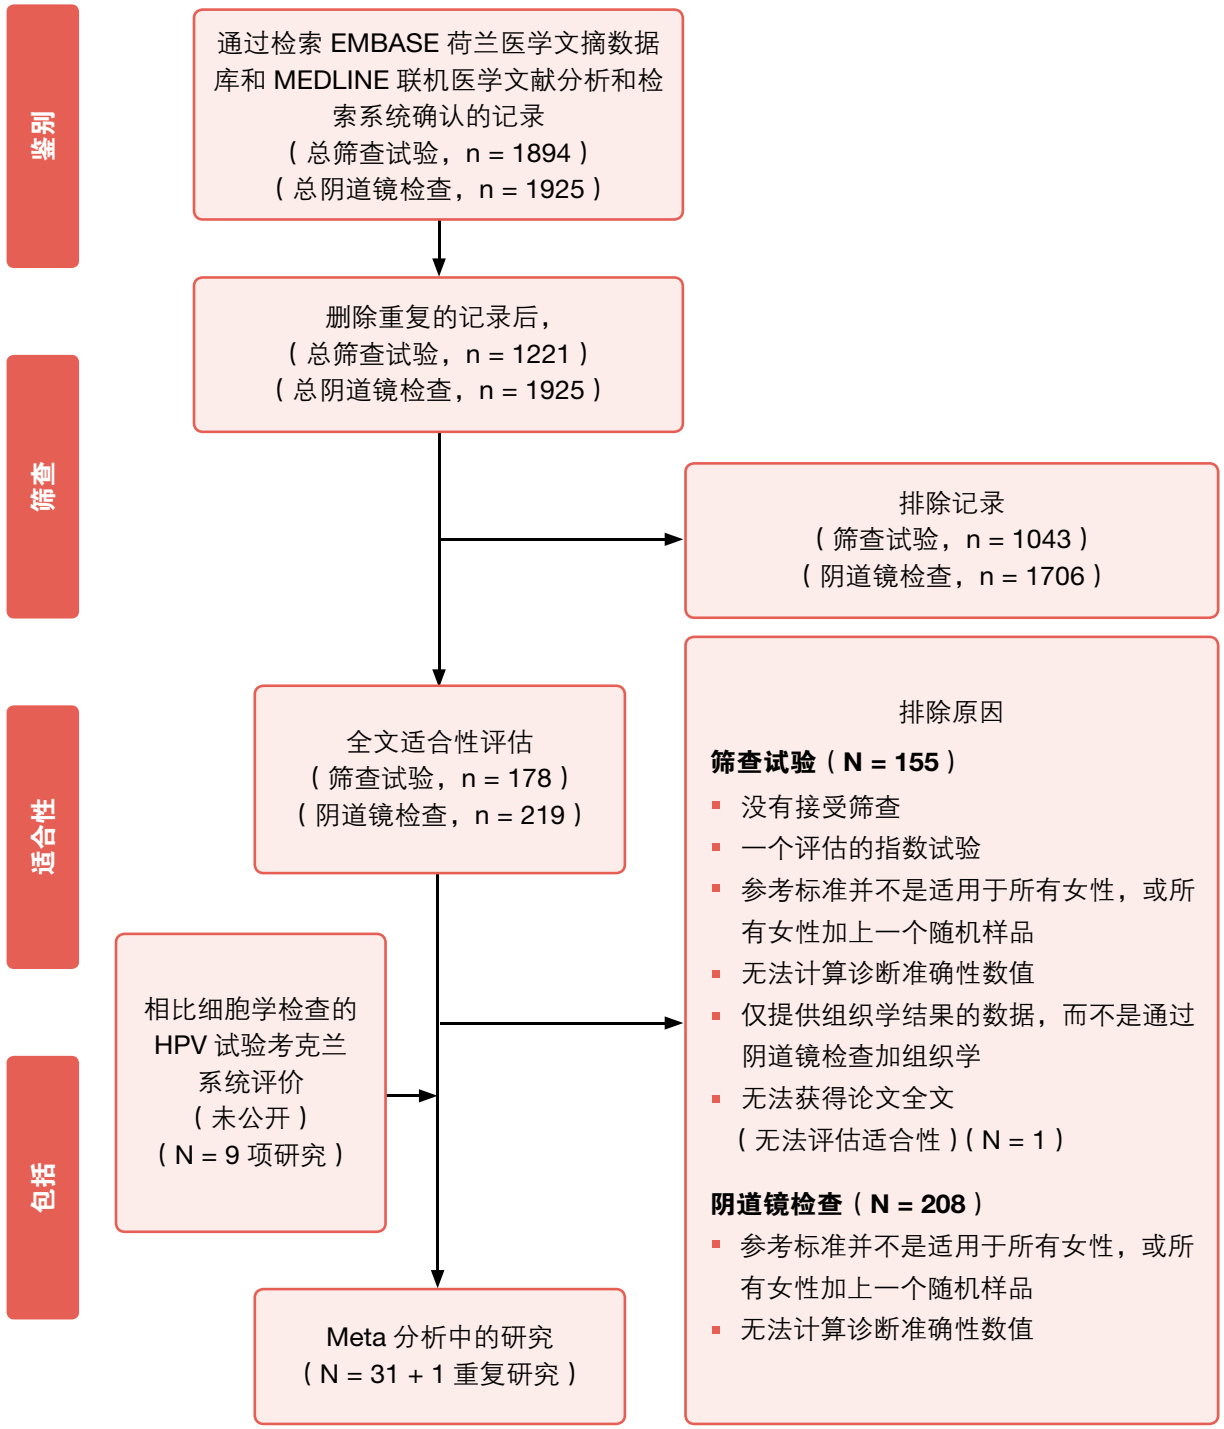 鉴别
通过检索 EMBASE 荷兰医学文摘数据
库和 MEDLINE 联机医学文献分析和检
索系统确认的记录
（总筛查试验，n = 1894）
（总阴道镜检查，n = 1925）
删除重复的记录后，
（总筛查试验，n = 1221）
（总阴道镜检查，n = 1925）
筛查
排除记录
（筛查试验，n = 1043）
（阴道镜检查，n = 1706）
适合性
全文适合性评估
（筛查试验，n = 178）
（阴道镜检查，n = 219）
排除原因
筛查试验（N = 155）
▪ 没有接受筛查
▪ 一个评估的指数试验
▪ 参考标准并不是适用于所有女性，或所
有女性加上一个随机样品
▪ 无法计算诊断准确性数值
▪ 仅提供组织学结果的数据，而不是通过
阴道镜检查加组织学
▪ 无法获得论文全文
（无法评估适合性）（N = 1）
阴道镜检查（N = 208）
▪ 参考标准并不是适用于所有女性，或所
有女性加上一个随机样品
▪ 无法计算诊断准确性数值
相比细胞学检查的
HPV 试验考克兰
系统评价
（未公开）
（N = 9 项研究）
包括
Meta 分析中的研究
（N = 31 + 1 重复研究）